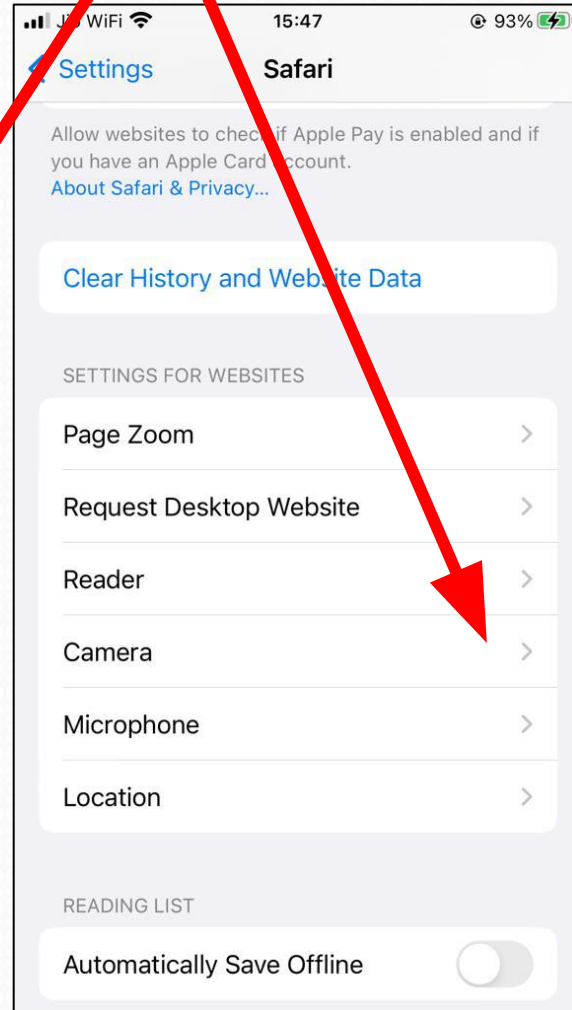 Jio WiFi 15:47 93%
Settings Safari
Allow websites to check if Apple Pay is enabled and if
you have an Apple Card account.
About Safari & Privacy...
Clear History and Website Data
SETTINGS FOR WEBSITES
Page Zoom
Request Desktop Website
Reader
Camera
Microphone
Location
READING LIST
Automatically Save Offline